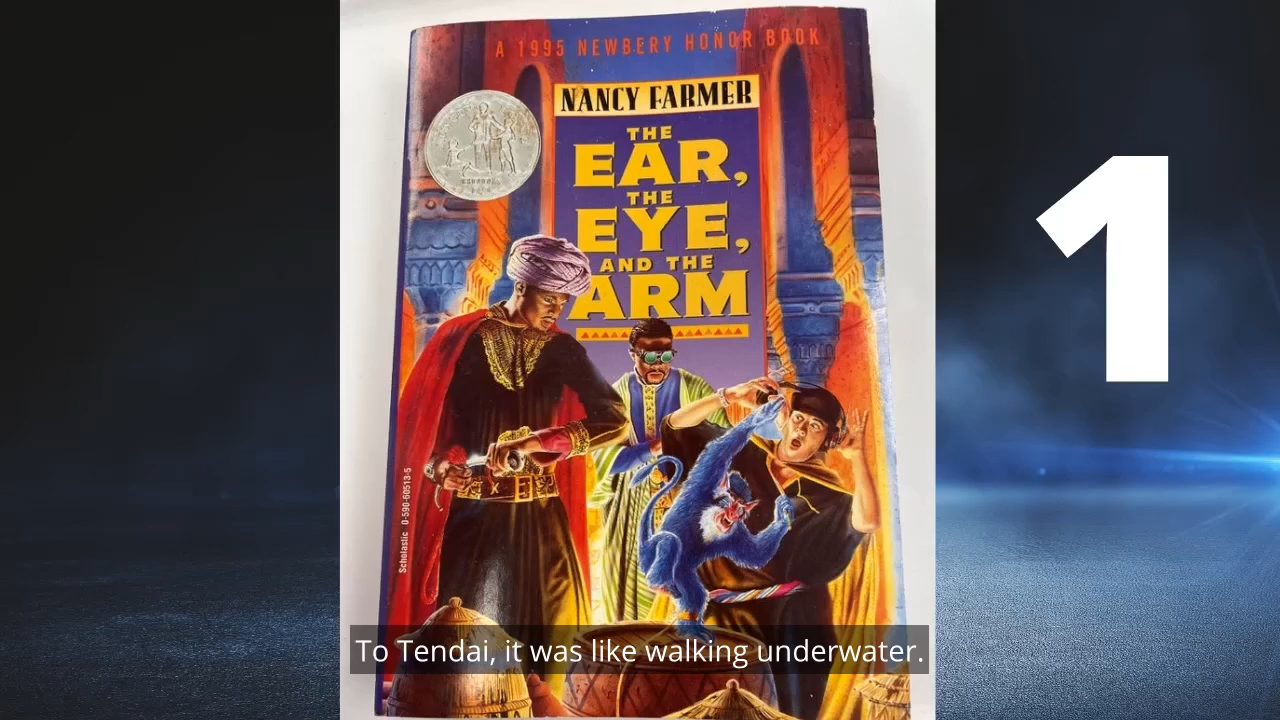 A 1995 NEWBERY HONOR BOOK
NANCY FARMER
THE
EAR,
THE
EYE,
AND THE
ARM
Scholastic 0-590-60513-5
1
To Tendai, it was like walking underwater.